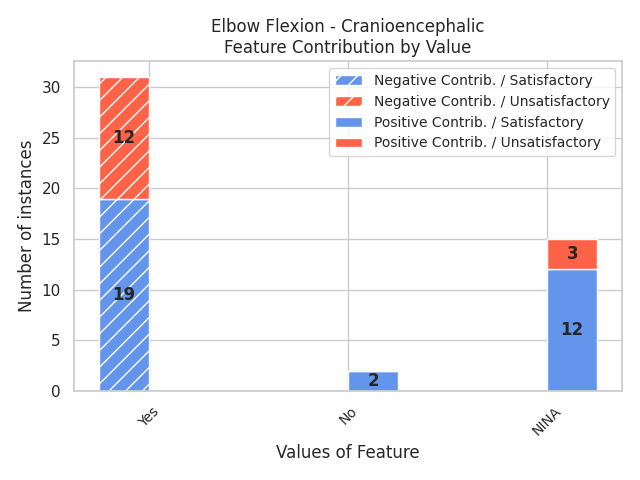 Elbow Flexion - Cranioencephalic
Feature Contribution by Value
Negative Contrib. / Satisfactory
Negative Contrib. / Unsatisfactory
Positive Contrib. / Satisfactory
Positive Contrib. / Unsatisfactory
Number of instances
30
25
20
15
10
5
0
12
19
2
3
12
Yes
No
NINA
Values of Feature